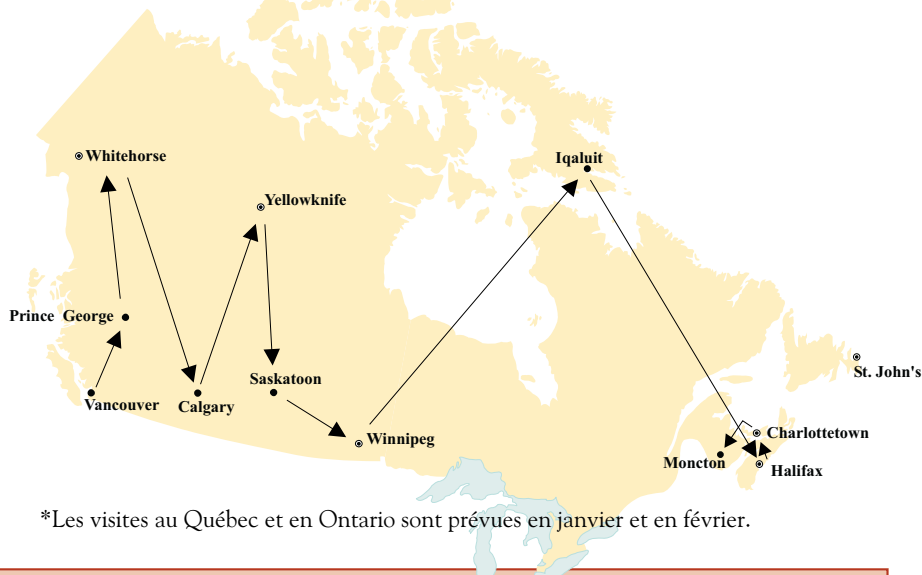 Whitehorse
Iqaluit
Yellowknife
Prince George
Saskatoon
St. John's
Vancouver
Calgary
Winnipeg
Charlottetown
Moncton
Halifax
*Les visites au Québec et en Ontario sont prévues en janvier et en février.